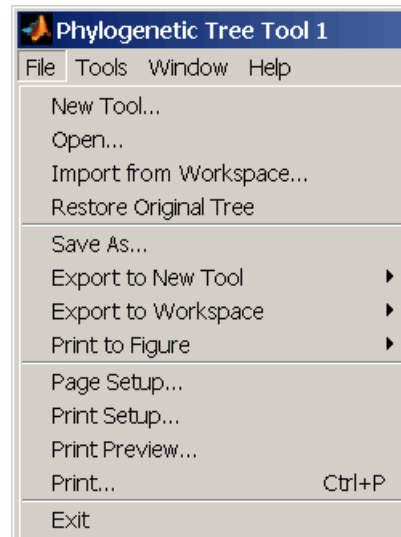 Phylogenetic Tree Tool 1
File Tools Window Help
New Tool...
Open...
Import from Workspace...
Restore Original Tree
Save As...
Export to New Tool
Export to Workspace
Print to Figure
Page Setup...
Print Setup...
Print Preview...
Print... Ctrl+P
Exit